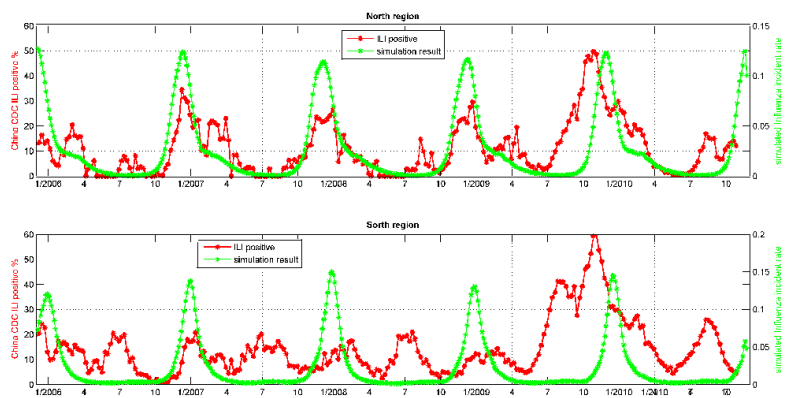 North region
ILI positive
simulation result
China CDC ILI positive %
60
50
40
30
20
10
0
0.15
0.1
0.05
0
simulated influenza incidence rate
1/2006 4 7 10 1/2007 4 7 10 1/2008 4 7 10 1/2009 4 7 10 1/2010 4 7 10
Sorth region
ILI positive
simulation result
China CDC ILI positive %
60
50
40
30
20
10
0
0.2
0.15
0.1
0.05
0
simulated influenza incidence rate
1/2006 4 7 10 1/2007 4 7 10 1/2008 4 7 10 1/2009 4 7 10 1/2010